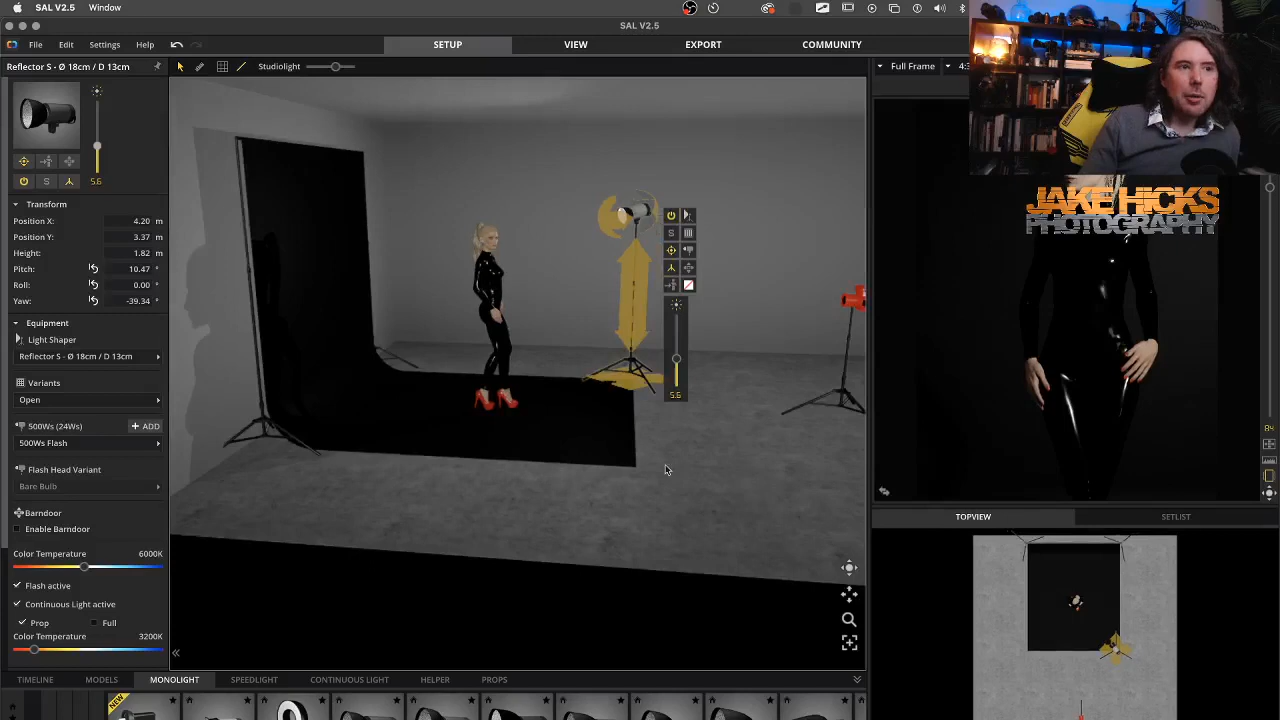 SAL V2.5 Window
SAL V2.5
File Edit Settings Help SETUP VIEW EXPORT COMMUNITY
Reflector S - Ø 18cm / D 13cm
Studiolight
Full Frame 4:3
5.6
S
Transform
Position X: 4.20 m
Position Y: 3.37 m
Height: 1.82 m
Pitch: 10.47 °
Roll: 0.00 °
Yaw: -39.34 °
Equipment
Light Shaper
Reflector S - Ø 18cm / D 13cm
Variants
Open
500Ws (24Ws) + ADD
500Ws Flash
Flash Head Variant
Bare Bulb
Barndoor
Enable Barndoor
Color Temperature 6000K
Flash active
Continuous Light active
Prop Full
Color Temperature 3200K
S
5.6
JAKE HICKS
PHOTOGRAPHY
84
TOPVIEW SETLIST
TIMELINE MODELS MONOLIGHT SPEEDLIGHT CONTINUOUS LIGHT HELPER PROPS
NEW